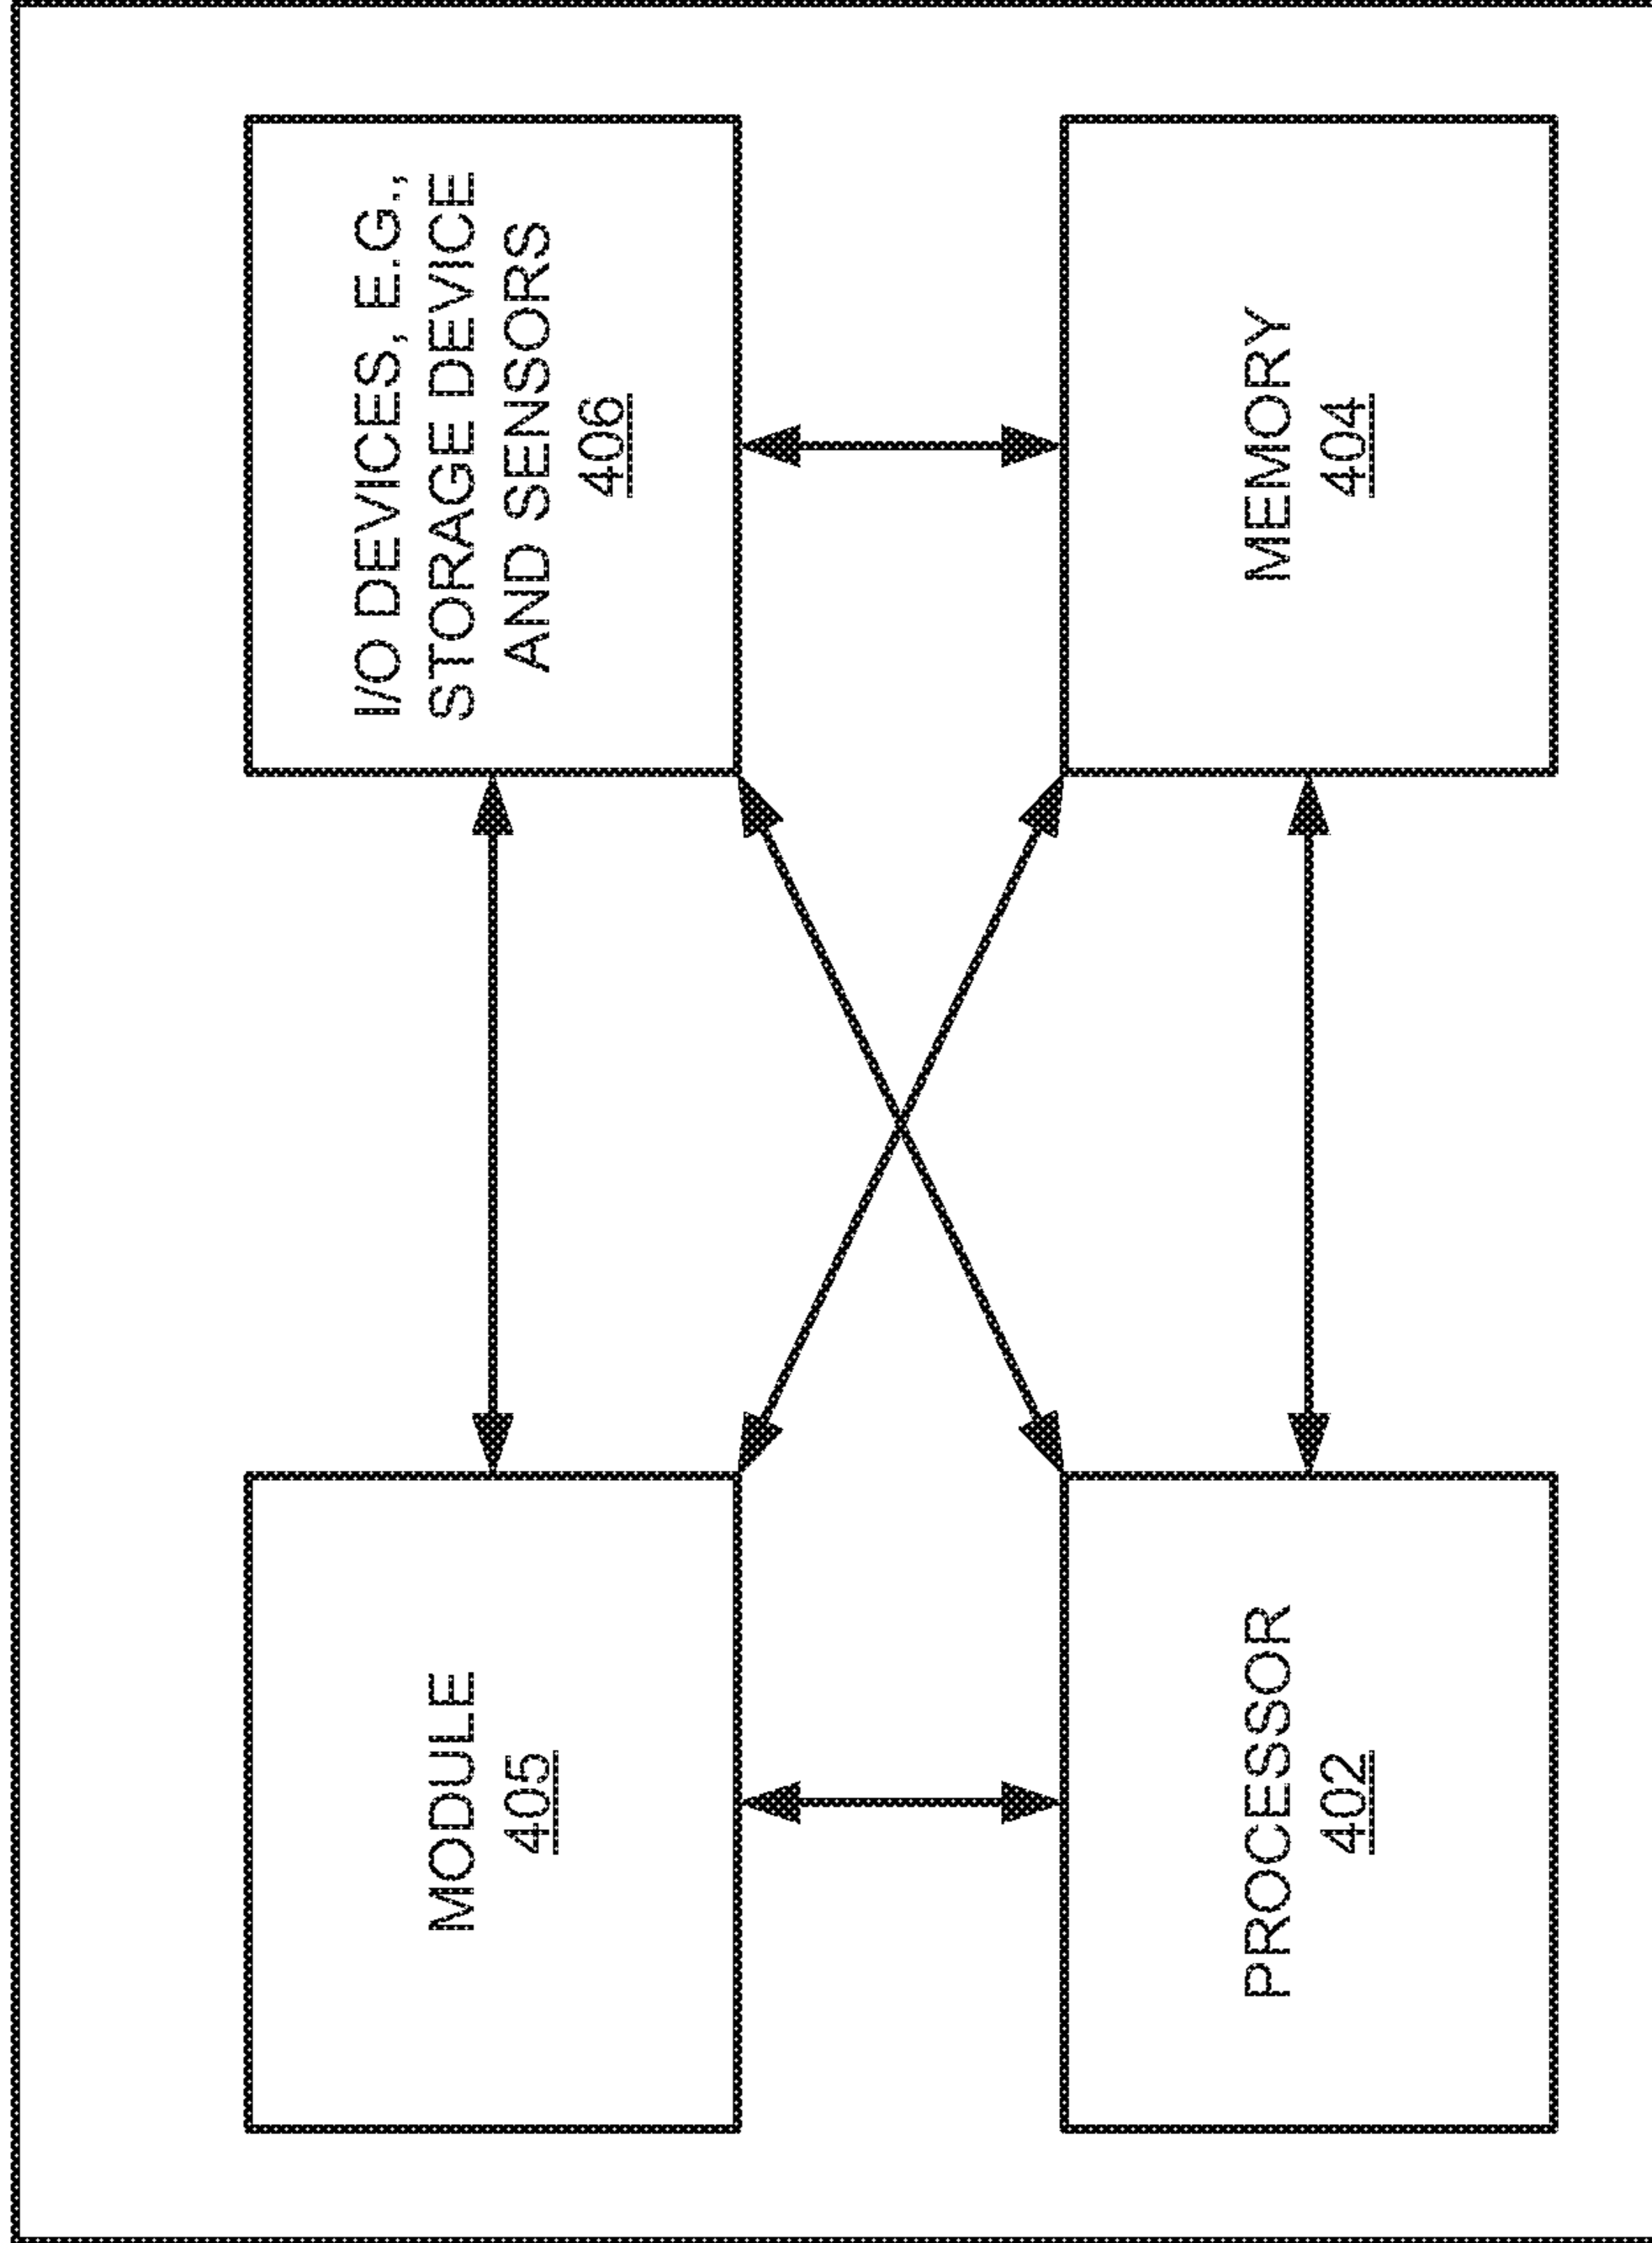 MODULE
405
I/O DEVICES, E.G.,
STORAGE DEVICE
AND SENSORS
406
PROCESSOR
402
MEMORY
404